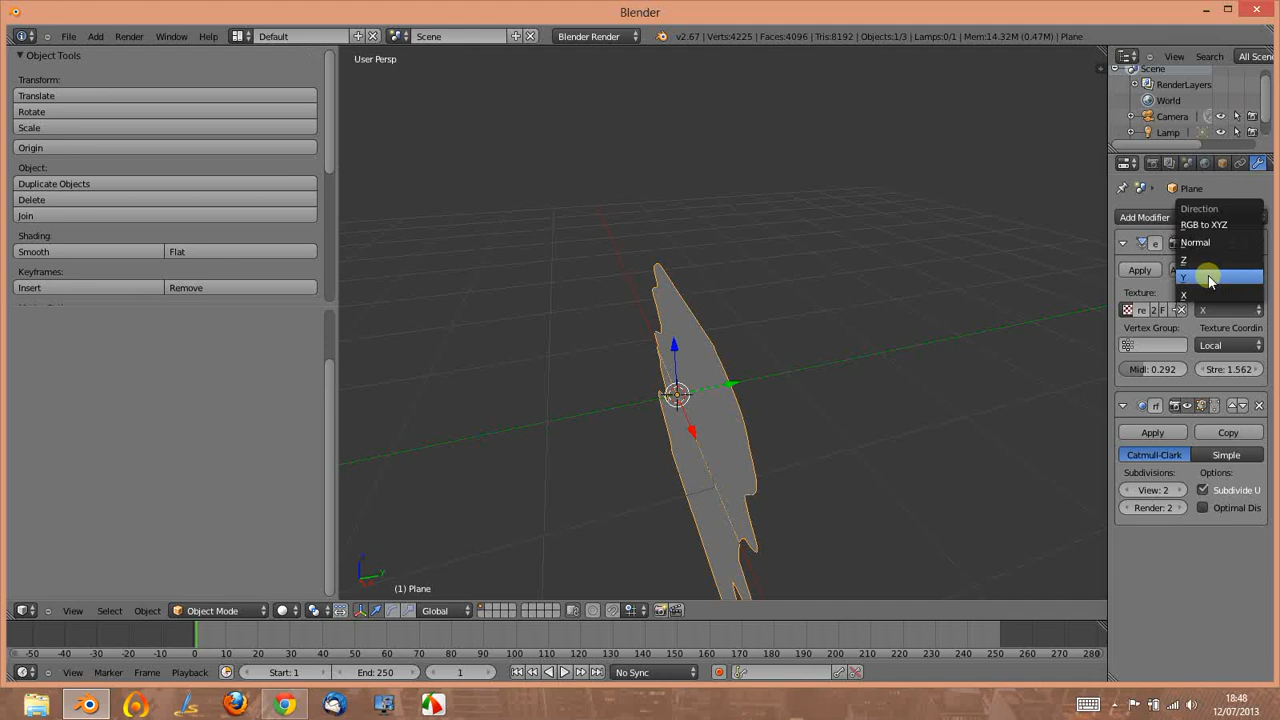 Blender
File Add Render Window Help Default Scene Blender Render v2.67 | Verts:4225 | Faces:4096 | Tris:8192 | Objects:1/3 | Lamps:0/1 | Mem:14.32M (0.47M) | Plane
Object Tools
Transform:
Translate
Rotate
Scale
Origin
Object:
Duplicate Objects
Delete
Join
Shading:
Smooth Flat
Keyframes:
Insert Remove
User Persp
(1) Plane
View Search All Scen
Scene
RenderLayers
World
Camera
Lamp
Plane
Add Modifier
Direction
RGB to XYZ
Normal
Z
Y
X
e
Apply
Texture:
re 2 F X
Vertex Group: Texture Coordin
Local
Midl: 0.292 Stre: 1.562
rf
Apply Copy
Catmull-Clark Simple
Subdivisions: Options:
View: 2 Subdivide U
Render: 2 Optimal Dis
View Select Object Object Mode Global
-50 -40 -30 -20 -10 0 10 20 30 40 50 60 70 80 90 100 110 120 130 140 150 160 170 180 190 200 210 220 230 240 250 260 270 280
View Marker Frame Playback Start: 1 End: 250 1 No Sync
18:48
12/07/2013